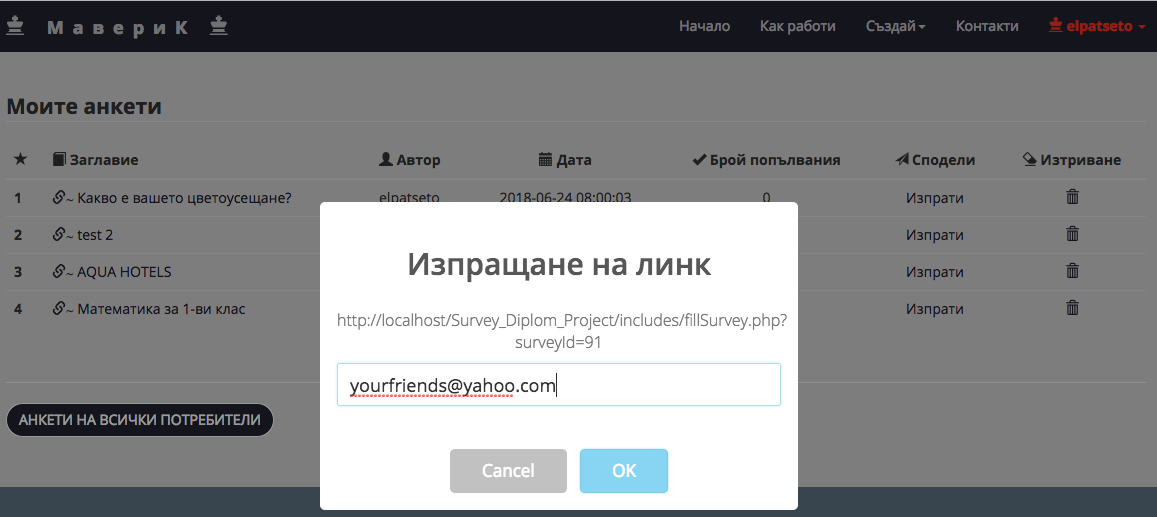 МавериК
Начало Как работи Създай Контакти elpatseto
Моите анкети
Заглавие Автор Дата Брой попълвания Сподели Изтриване
1 ~ Какво е вашето цветоусещане? elpatseto 2018-06-24 08:00:03 0 Изпрати
2 ~ test 2 Изпрати
3 ~ AQUA HOTELS Изпрати
4 ~ Математика за 1-ви клас Изпрати
Изпращане на линк
http://localhost/Survey_Diplom_Project/includes/fillSurvey.php?
surveyId=91
yourfriends@yahoo.com
Cancel OK
АНКЕТИ НА ВСИЧКИ ПОТРЕБИТЕЛИ